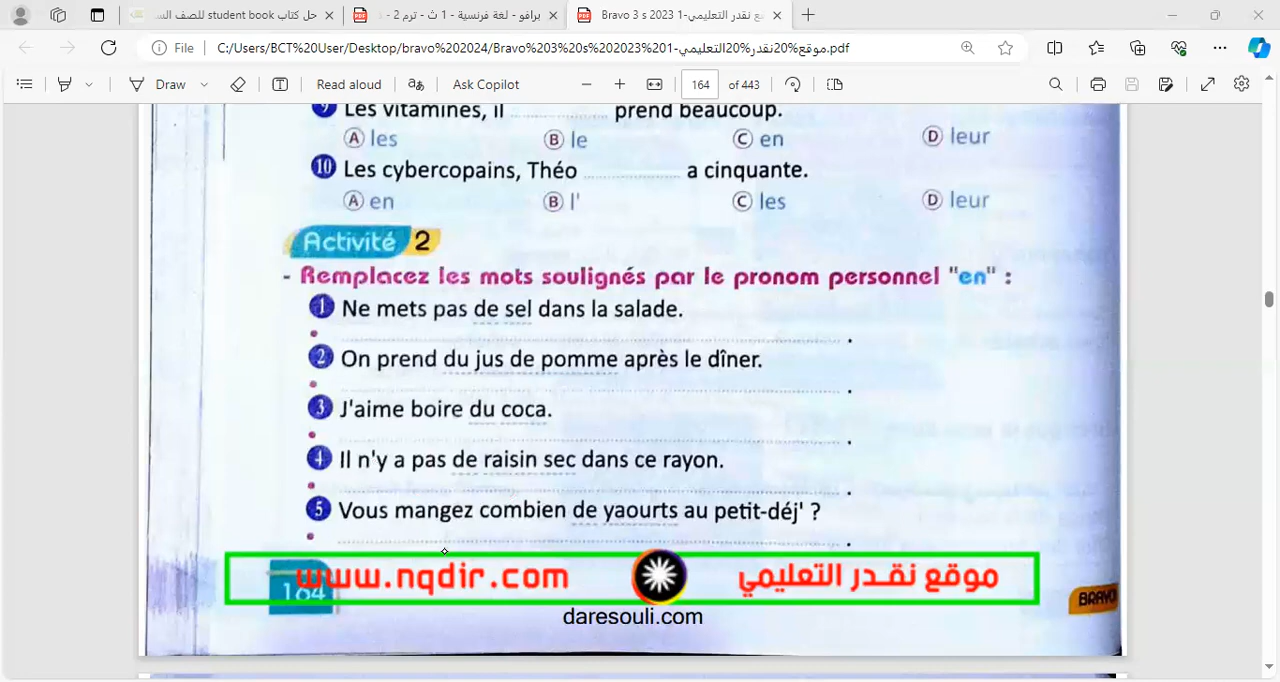 حل كتاب student book للصف الس
برافو - لغة فرنسية - 1 ث - ترم 2 - 
Bravo 3 s 2023 1-ع نقدر التعليمي
File
C:/Users/BCT%20User/Desktop/bravo%202024/Bravo%203%20s%202023%201-موقع%20نقدر%20التعليمي.pdf
Draw
Read aloud
Ask Copilot
164
of 443
9 Les vitamines, il .................... prend beaucoup.
A les B le C en D leur
10 Les cybercopains, Théo .................... a cinquante.
A en B l' C les D leur
Activité 2
- Remplacez les mots soulignés par le pronom personnel "en" :
1 Ne mets pas de sel dans la salade.
2 On prend du jus de pomme après le dîner.
3 J'aime boire du coca.
4 Il n'y a pas de raisin sec dans ce rayon.
5 Vous mangez combien de yaourts au petit-déj' ?
www.nqdir.com موقع نقدر التعليمي
164
BRAVO
daresouli.com